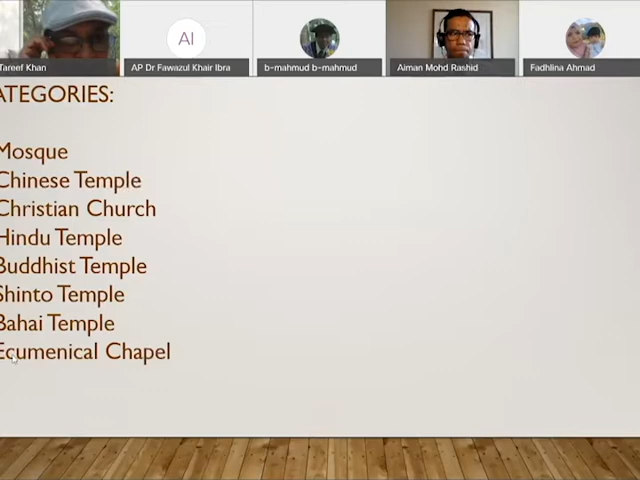 Tareef Khan
AI
AP Dr Fawazul Khair Ibra
b-mahmud b-mahmud
Aiman Mohd Rashid
Fadhlina Ahmad
ATEGORIES:
Mosque
Chinese Temple
Christian Church
Hindu Temple
Buddhist Temple
Shinto Temple
Bahai Temple
Ecumenical Chapel